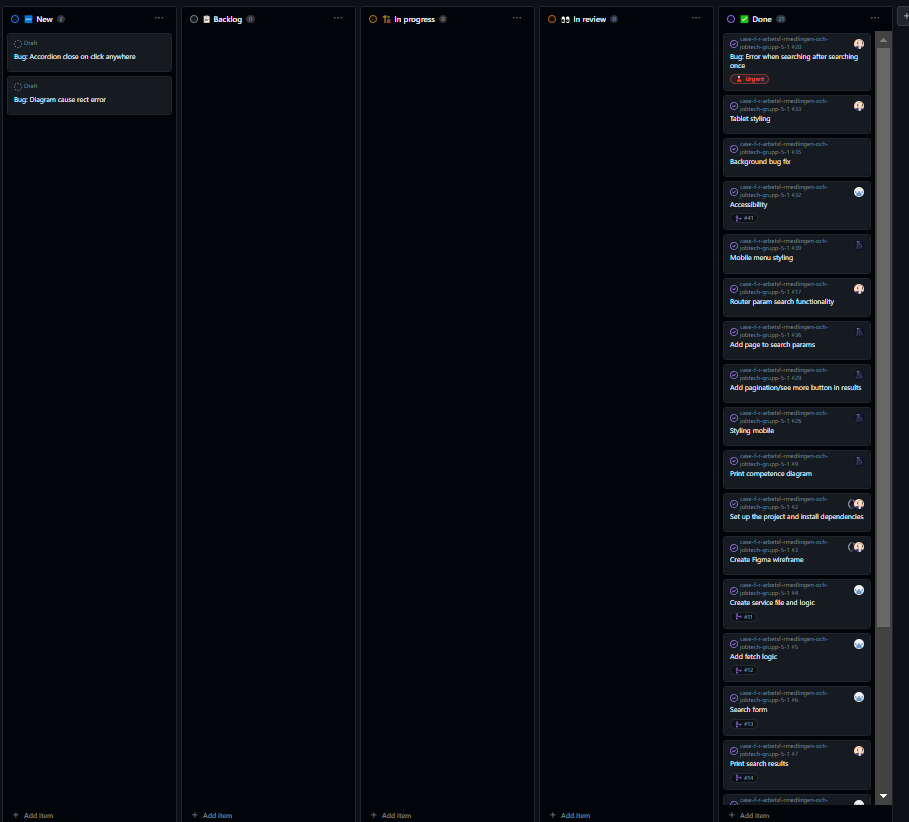 New 2
Draft
Bug: Accordion close on click anywhere
Draft
Bug: Diagram cause rect error
Add item
Backlog 0
Add item
In progress 0
Add item
In review 0
Add item
Done 21
case-f-r-arbetsf-rmedlingen-och-
jobtech-grupp-5-1 #20
Bug: Error when searching after searching
once
Urgent
case-f-r-arbetsf-rmedlingen-och-
jobtech-grupp-5-1 #33
Tablet styling
case-f-r-arbetsf-rmedlingen-och-
jobtech-grupp-5-1 #35
Background bug fix
case-f-r-arbetsf-rmedlingen-och-
jobtech-grupp-5-1 #32
Accessibility
#41
case-f-r-arbetsf-rmedlingen-och-
jobtech-grupp-5-1 #39
Mobile menu styling
case-f-r-arbetsf-rmedlingen-och-
jobtech-grupp-5-1 #17
Router param search functionality
case-f-r-arbetsf-rmedlingen-och-
jobtech-grupp-5-1 #36
Add page to search params
case-f-r-arbetsf-rmedlingen-och-
jobtech-grupp-5-1 #29
Add pagination/see more button in results
case-f-r-arbetsf-rmedlingen-och-
jobtech-grupp-5-1 #26
Styling mobile
case-f-r-arbetsf-rmedlingen-och-
jobtech-grupp-5-1 #9
Print competence diagram
case-f-r-arbetsf-rmedlingen-och-
jobtech-grupp-5-1 #2
Set up the project and install dependencies
case-f-r-arbetsf-rmedlingen-och-
jobtech-grupp-5-1 #3
Create Figma wireframe
case-f-r-arbetsf-rmedlingen-och-
jobtech-grupp-5-1 #4
Create service file and logic
#11
case-f-r-arbetsf-rmedlingen-och-
jobtech-grupp-5-1 #5
Add fetch logic
#12
case-f-r-arbetsf-rmedlingen-och-
jobtech-grupp-5-1 #6
Search form
#13
case-f-r-arbetsf-rmedlingen-och-
jobtech-grupp-5-1 #7
Print search results
#14
case-f-r-arbetsf-rmedlingen-och-
Add item